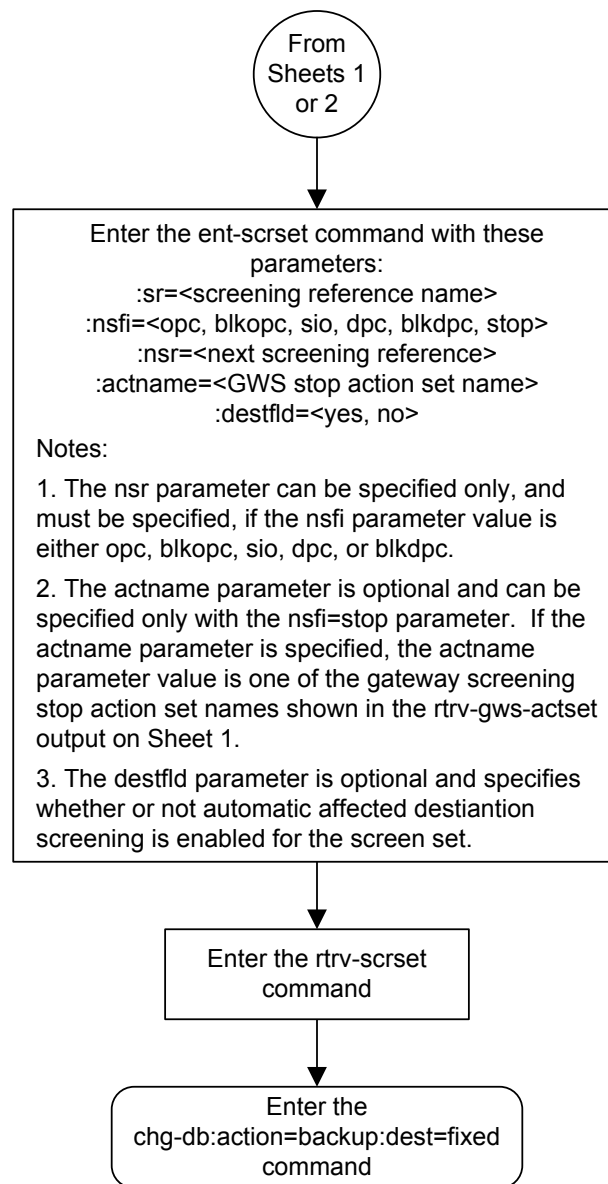 From
Sheets 1
or 2
Enter the ent-scrset command with these
parameters:
:sr=<screening reference name>
:nsfi=<opc, blkopc, sio, dpc, blkdpc, stop>
:nsr=<next screening reference>
:actname=<GWS stop action set name>
:destfld=<yes, no>
Notes:
1. The nsr parameter can be specified only, and
must be specified, if the nsfi parameter value is
either opc, blkopc, sio, dpc, or blkdpc.
2. The actname parameter is optional and can be
specified only with the nsfi=stop parameter.  If the
actname parameter is specified, the actname
parameter value is one of the gateway screening
stop action set names shown in the rtrv-gws-actset
output on Sheet 1.
3. The destfld parameter is optional and specifies
whether or not automatic affected destiantion
screening is enabled for the screen set.
Enter the rtrv-scrset
command
Enter the
chg-db:action=backup:dest=fixed
command